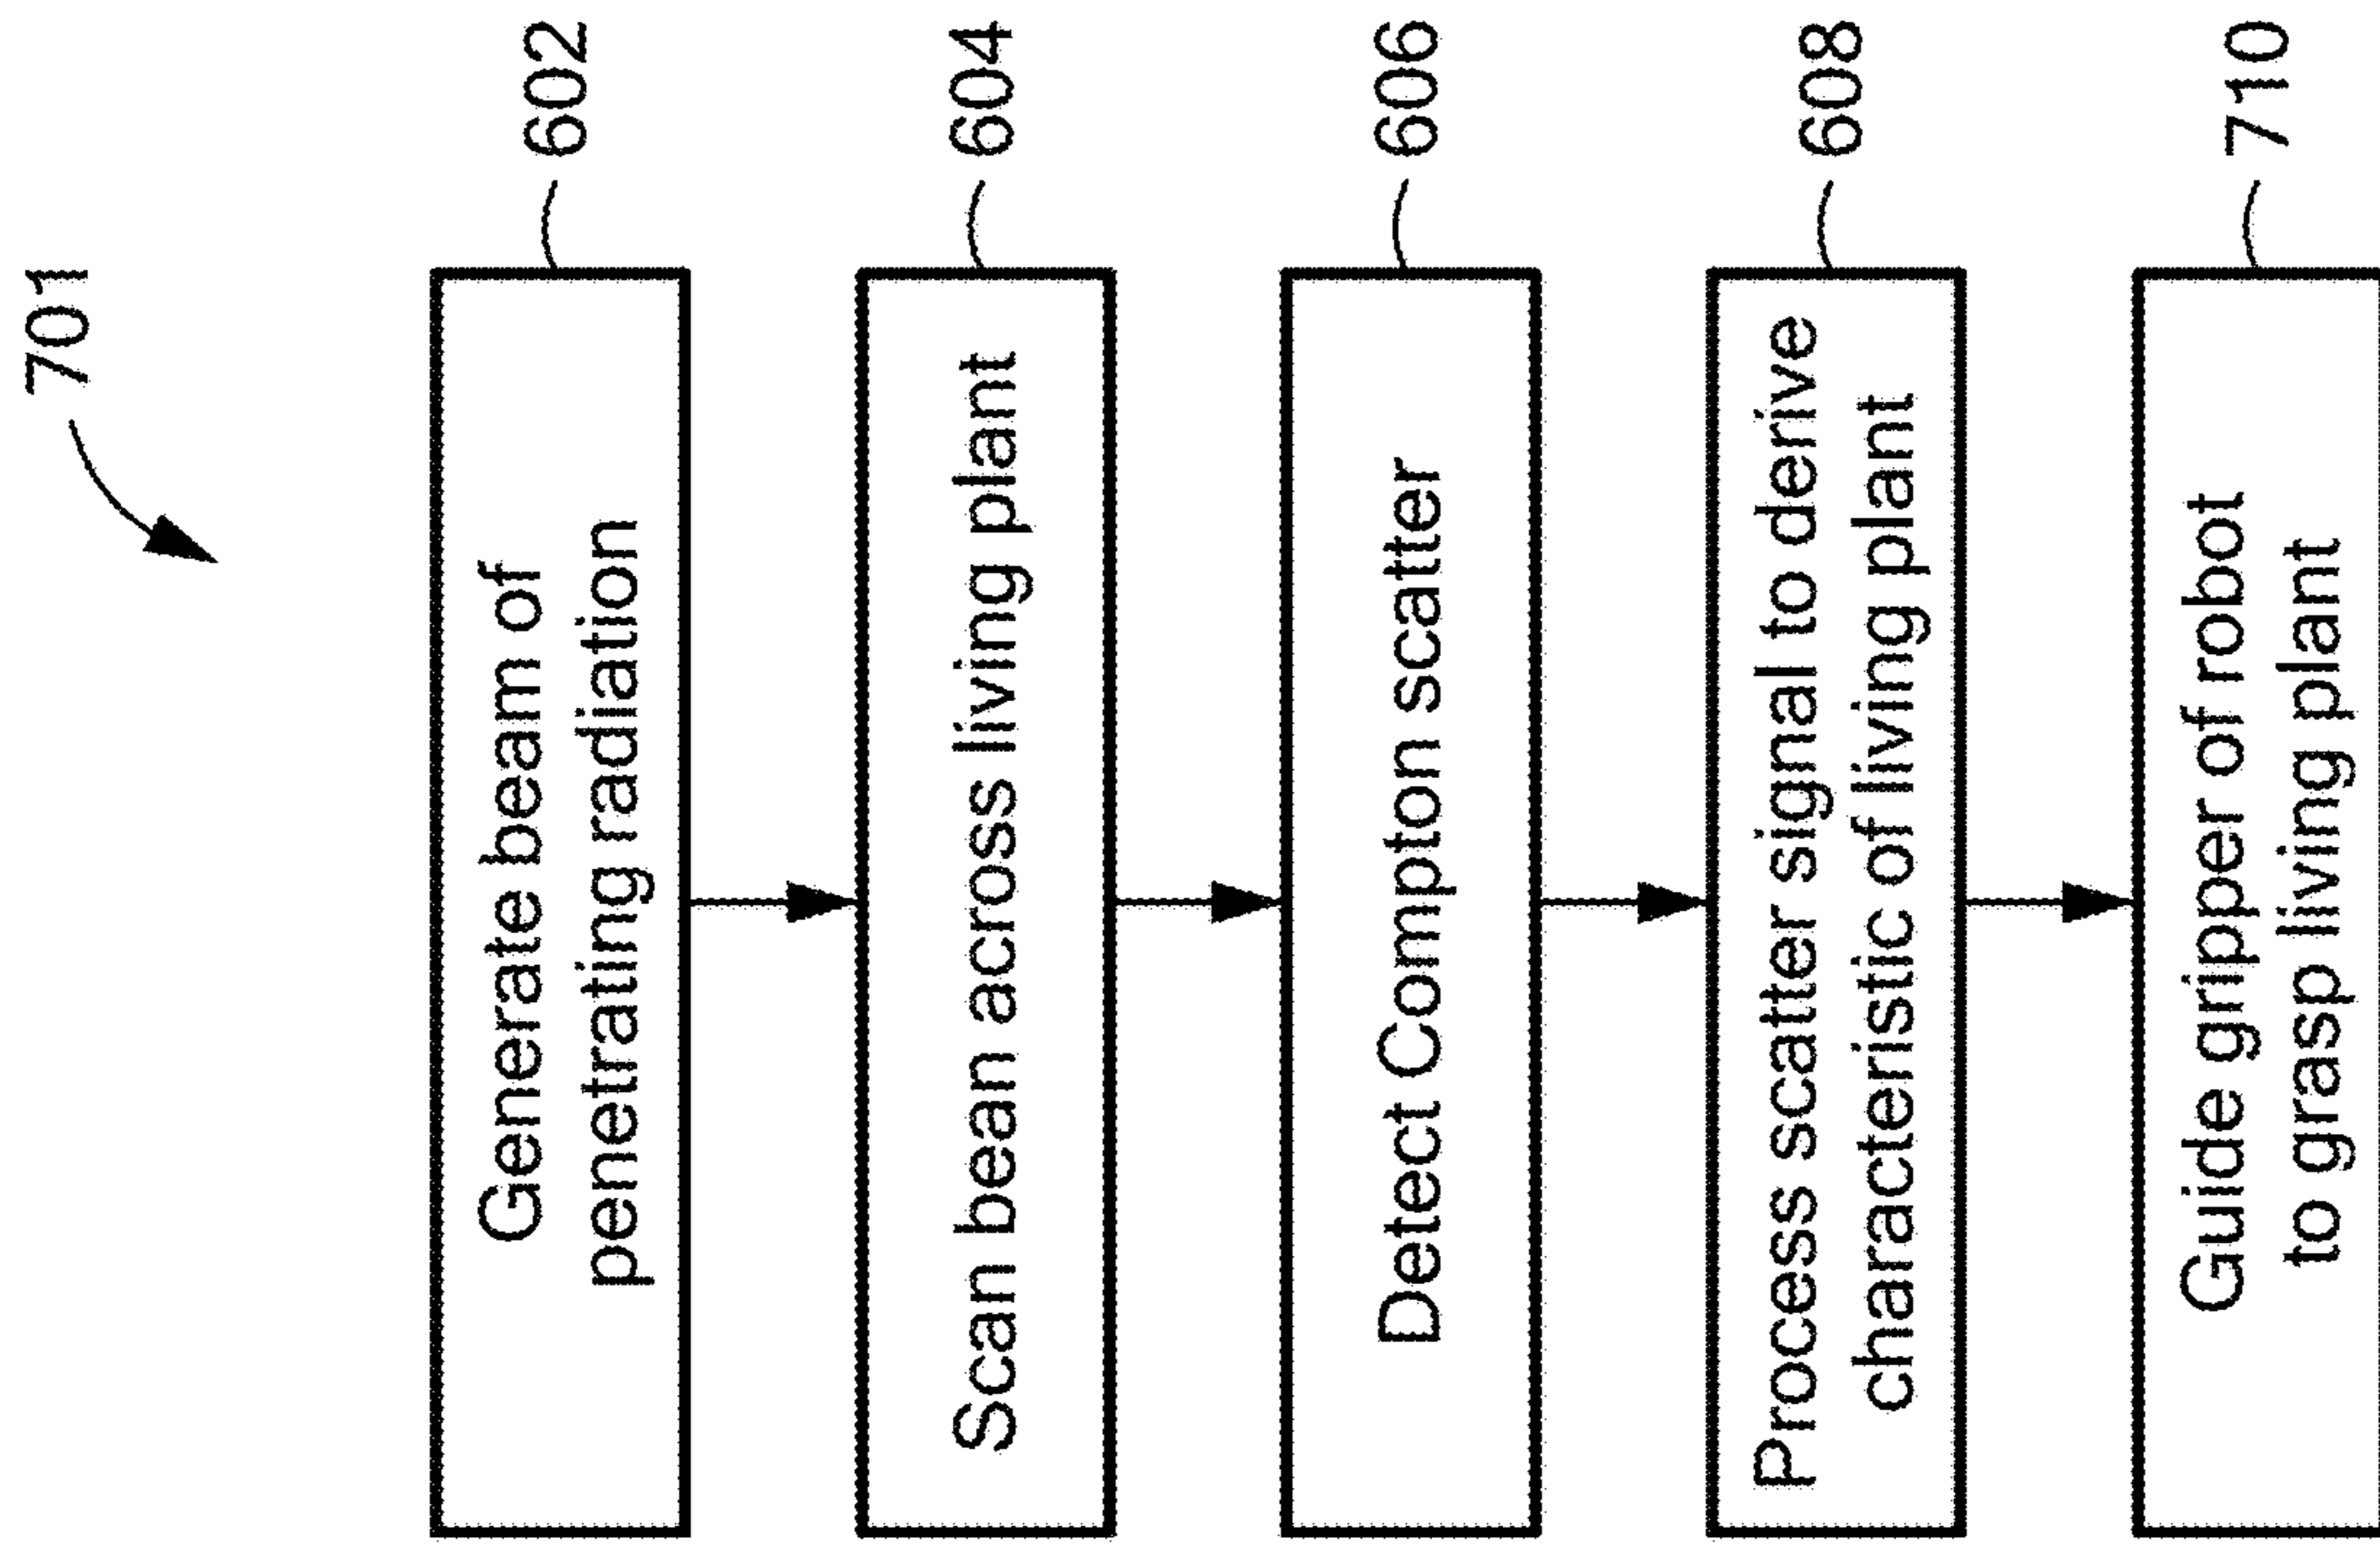 701
Generate beam of
penetrating radiation
602
Scan bean across living plant
604
Detect Compton scatter
606
Process scatter signal to derive
characteristic of living plant
608
Guide gripper of robot
to grasp living plant
710